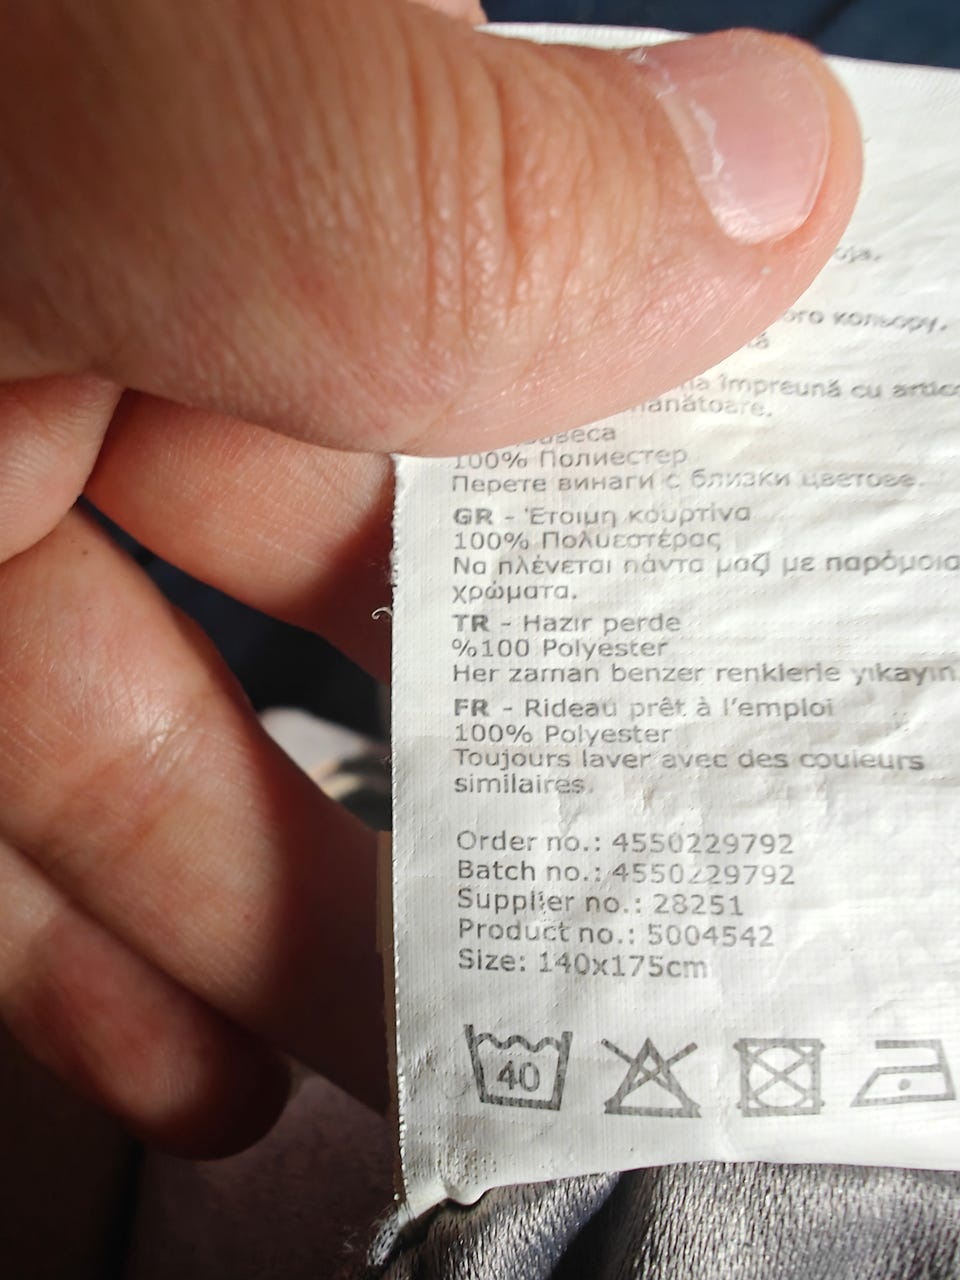 кольору.
împreună cu
100% Полиестер
Перете винаги с близки цветове.
GR - Έτοιμη κουρτίνα
100% Πολυεστέρας
Να πλένεται πάντα μαζί με παρόμοια
χρώματα.
TR - Hazır perde
%100 Polyester
Her zaman benzer renklerle yıkayın.
FR - Rideau prêt à l'emploi
100% Polyester
Toujours laver avec des couleurs
similaires.
Order no.: 4550229792
Batch no.: 4550229792
Supplier no.: 28251
Product no.: 5004542
Size: 140x175cm
40